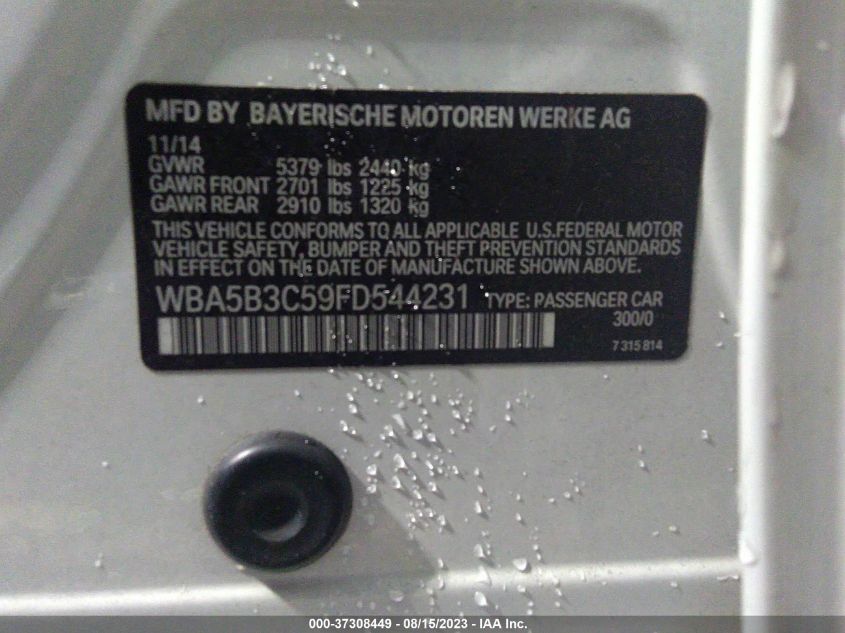 MFD BY BAYERISCHE MOTOREN WERKE AG
11/14
GVWR 5379 lbs 2440 kg
GAWR FRONT 2701 lbs 1225 kg
GAWR REAR 2910 lbs 1320 kg
THIS VEHICLE CONFORMS TO ALL APPLICABLE U.S.FEDERAL MOTOR
VEHICLE SAFETY, BUMPER AND THEFT PREVENTION STANDARDS
IN EFFECT ON THE DATE OF MANUFACTURE SHOWN ABOVE.
WBA5B3C59FD544231 TYPE: PASSENGER CAR
300/0
7 315 814
000-37308449 - 08/15/2023 - IAA Inc.